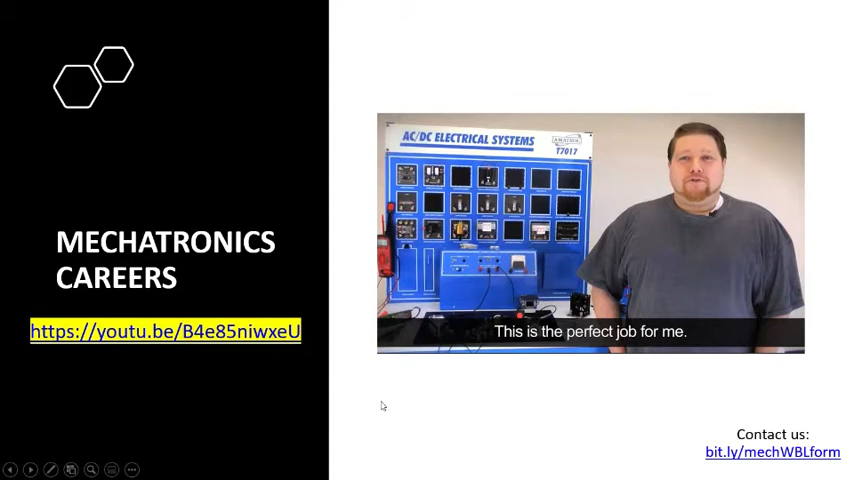 MECHATRONICS
CAREERS
https://youtu.be/B4e85niwxeU
AC/DC ELECTRICAL SYSTEMS
AMATROL
T7017
This is the perfect job for me.
Contact us:
bit.ly/mechWBLform